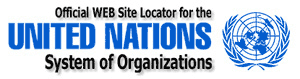 Official WEB Site Locator for the
UNITED NATIONS
System of Organizations